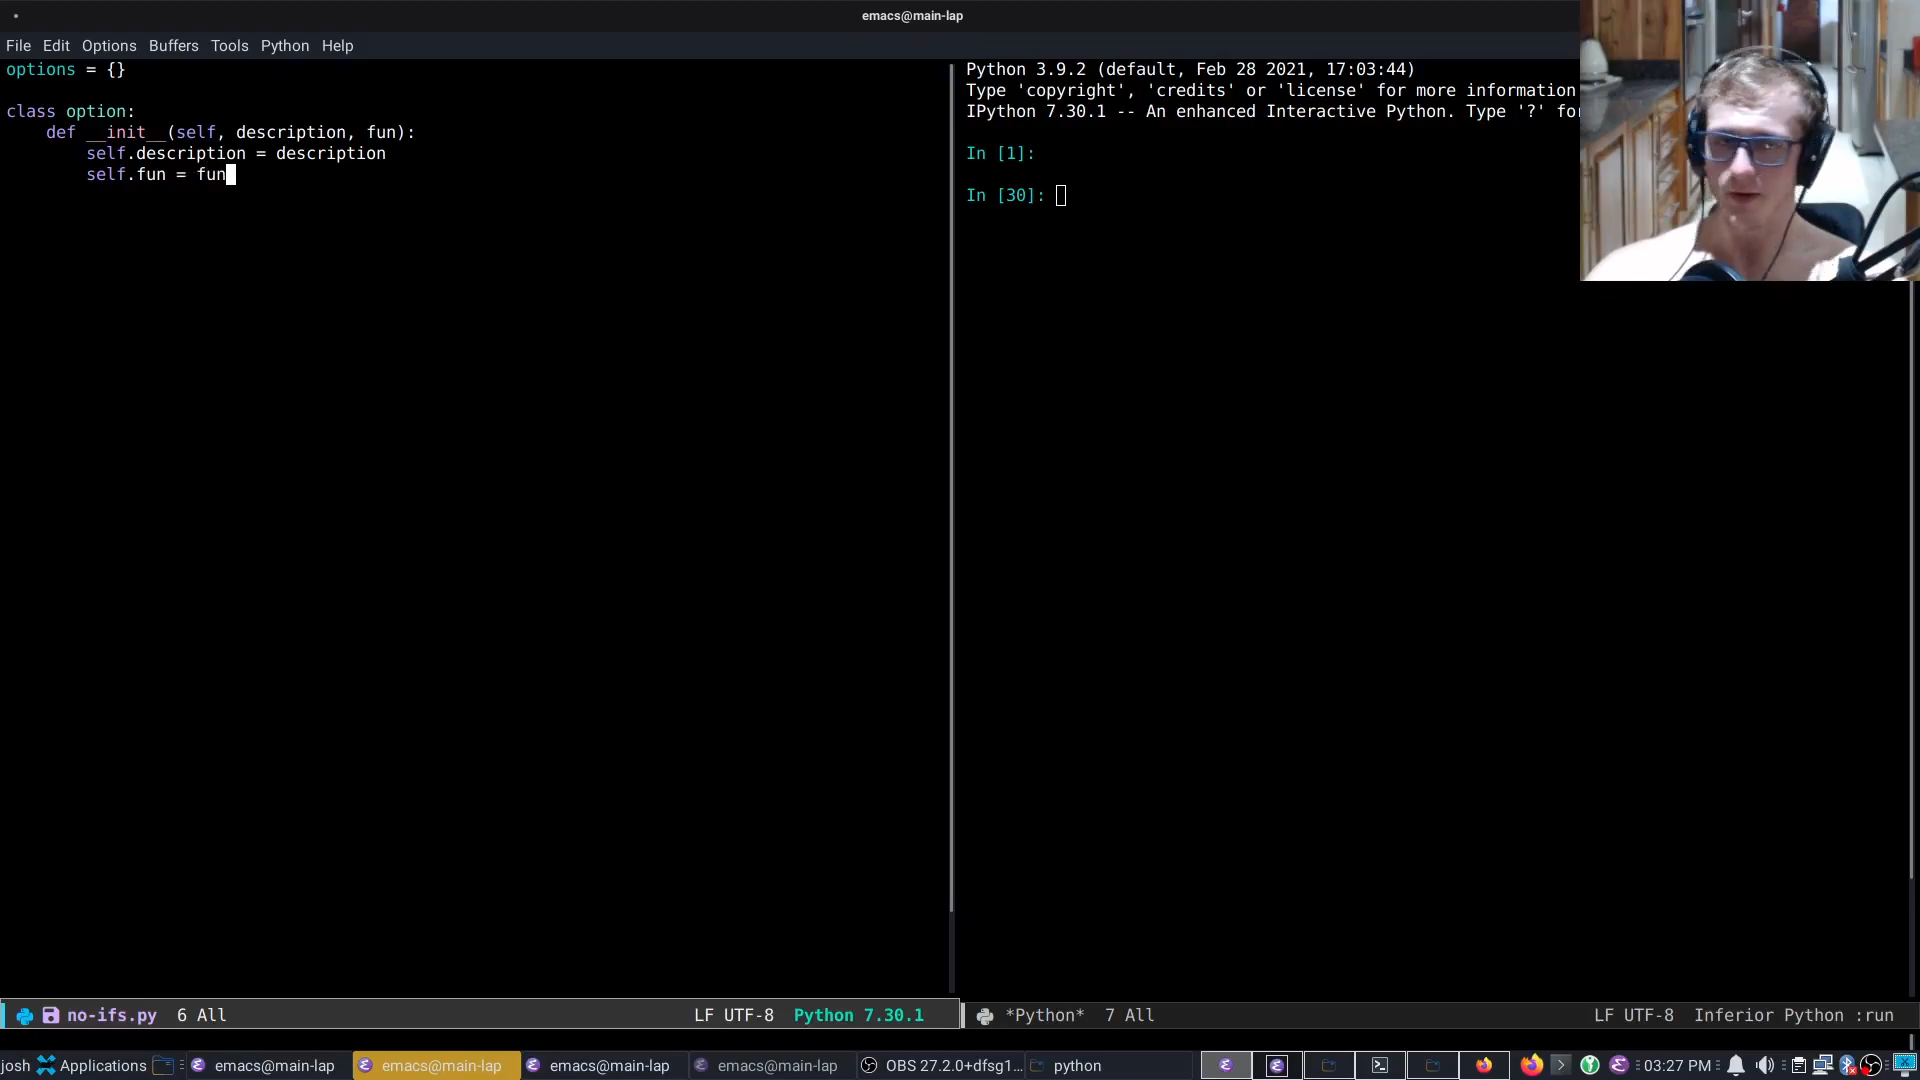 emacs@main-lap
File Edit Options Buffers Tools Python Help
options = {}
class option:
def __init__(self, description, fun):
self.description = description
self.fun = fun
Python 3.9.2 (default, Feb 28 2021, 17:03:44)
Type 'copyright', 'credits' or 'license' for more information
IPython 7.30.1 -- An enhanced Interactive Python. Type '?' for
In [1]:
In [30]:
no-ifs.py 6 All LF UTF-8 Python 7.30.1
*Python* 7 All LF UTF-8 Inferior Python :run
josh Applications emacs@main-lap emacs@main-lap emacs@main-lap emacs@main-lap OBS 27.2.0+dfsg1... python 03:27 PM